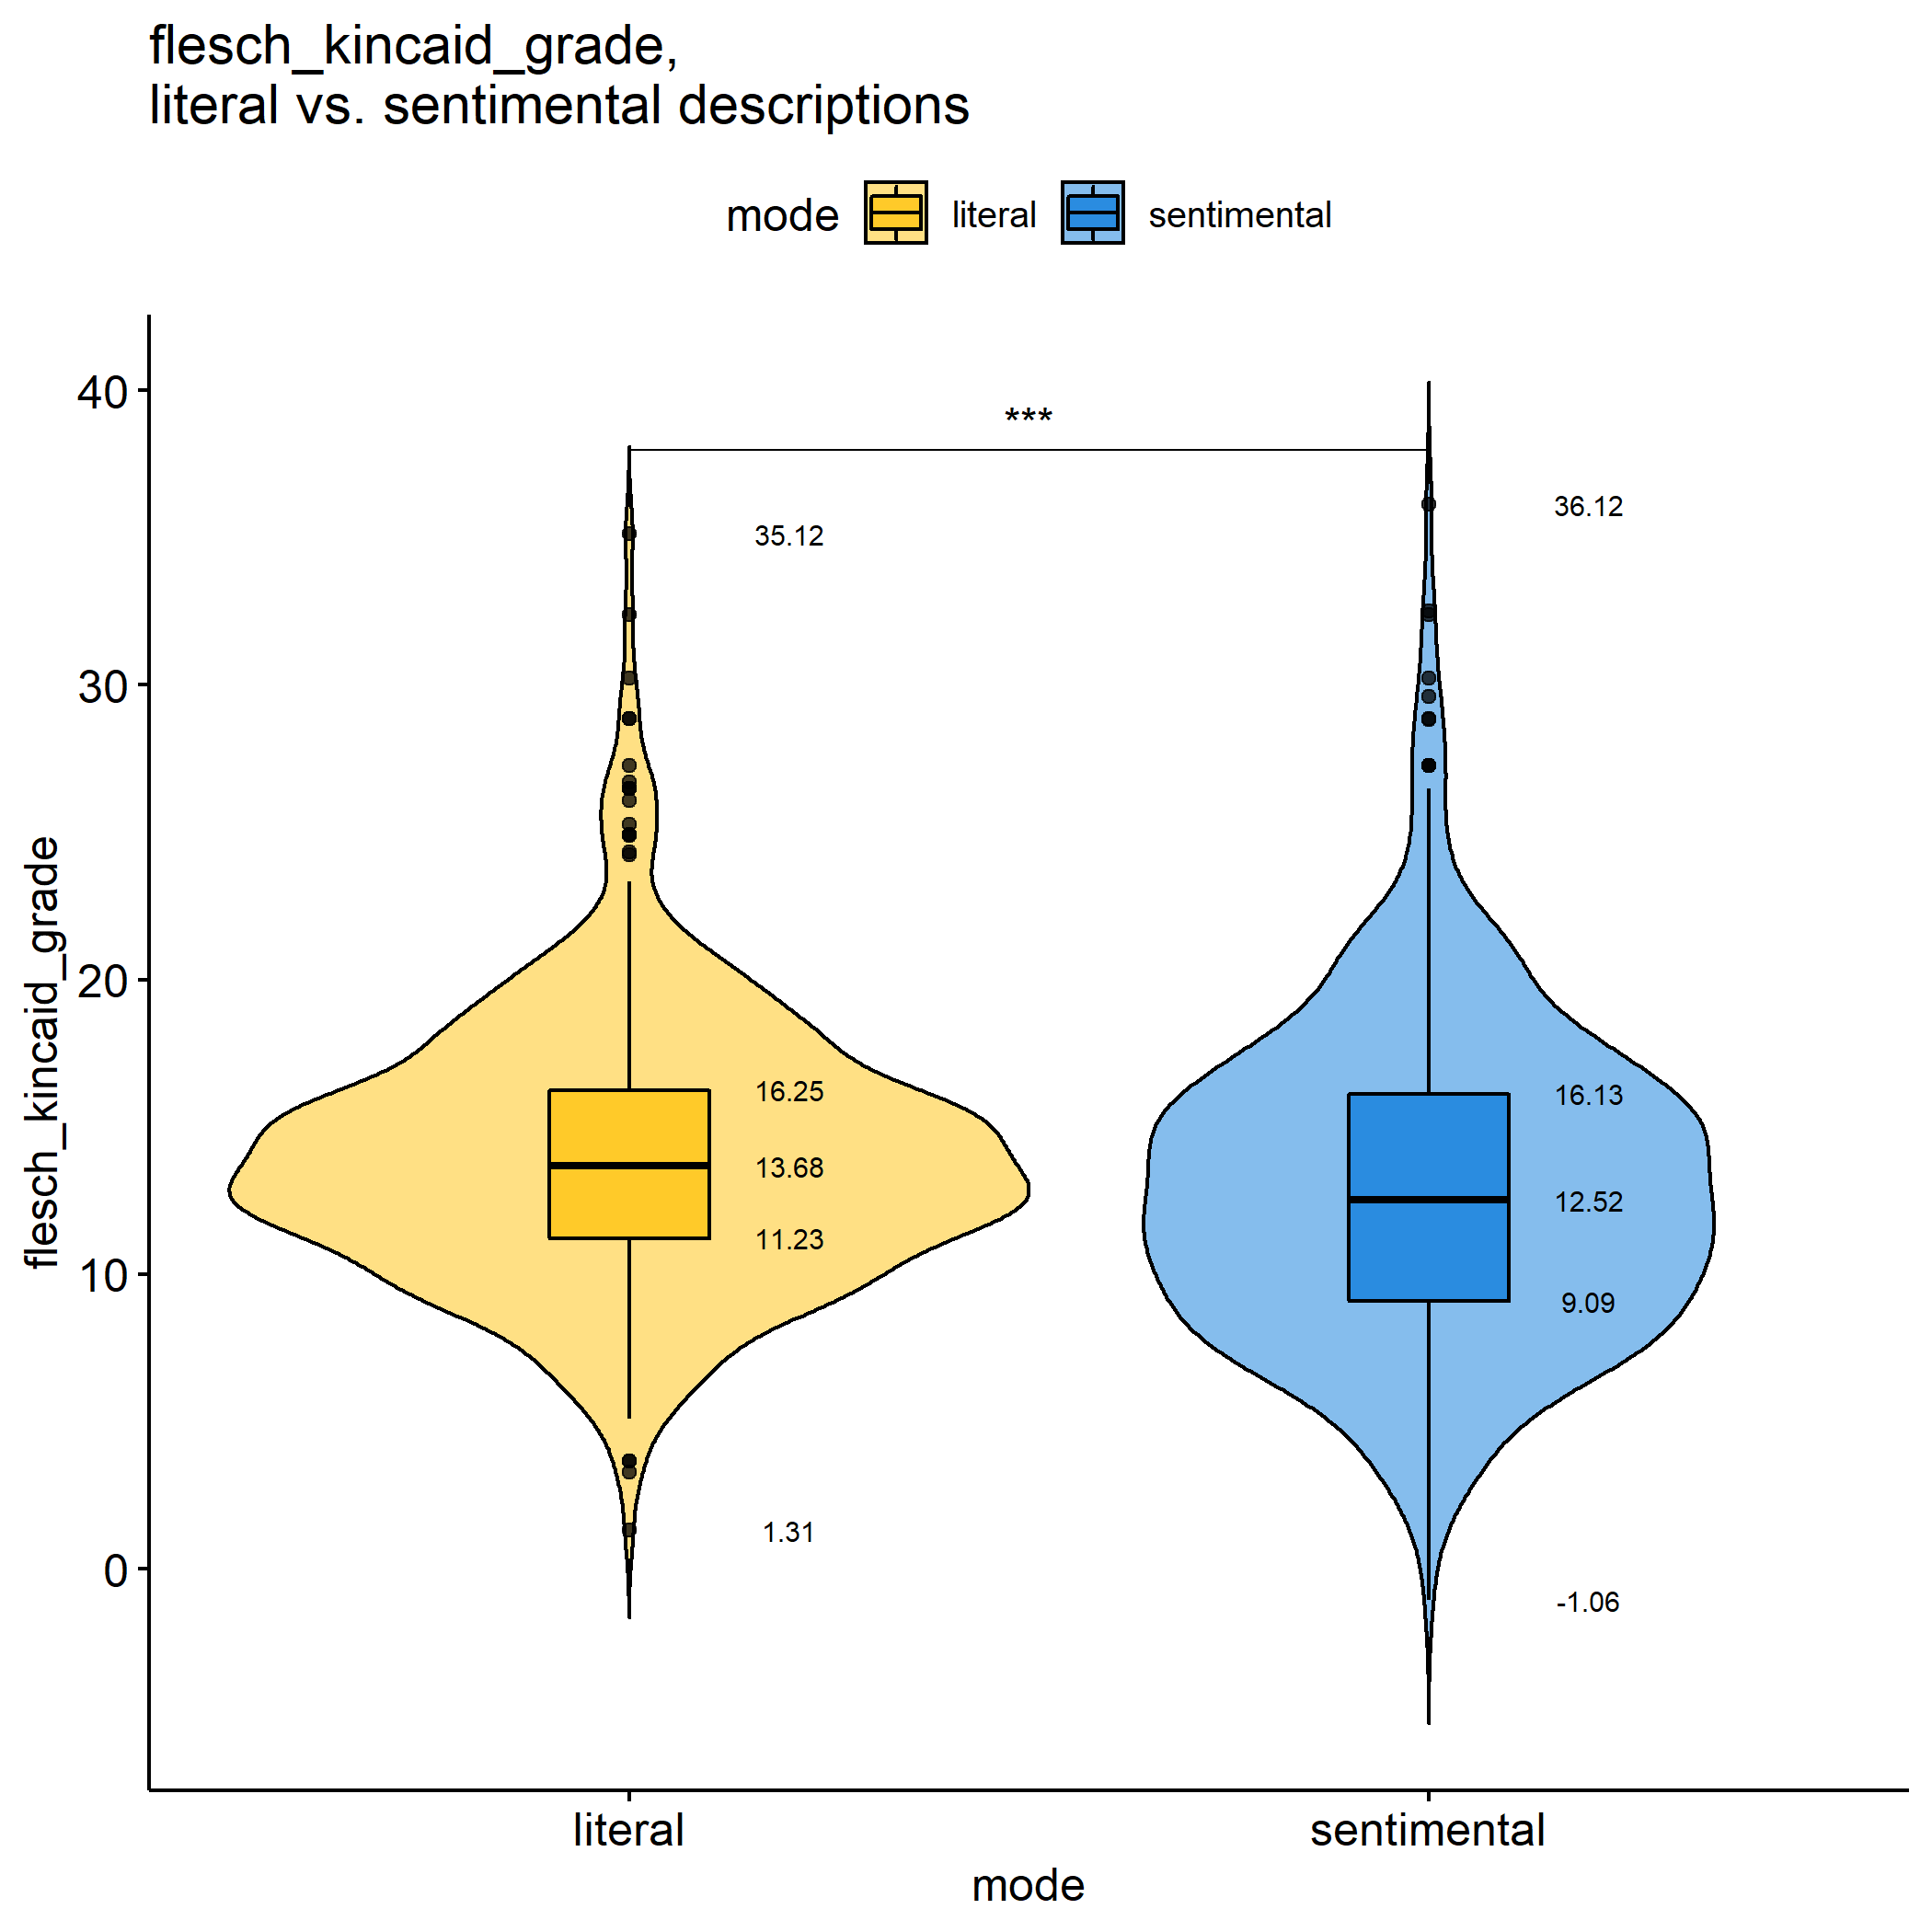 flesch_kincaid_grade,
literal vs. sentimental descriptions
mode literal sentimental
40
30
20
10
0
flesch_kincaid_grade
***
35.12
16.25
13.68
11.23
1.31
36.12
16.13
12.52
9.09
-1.06
literal sentimental
mode